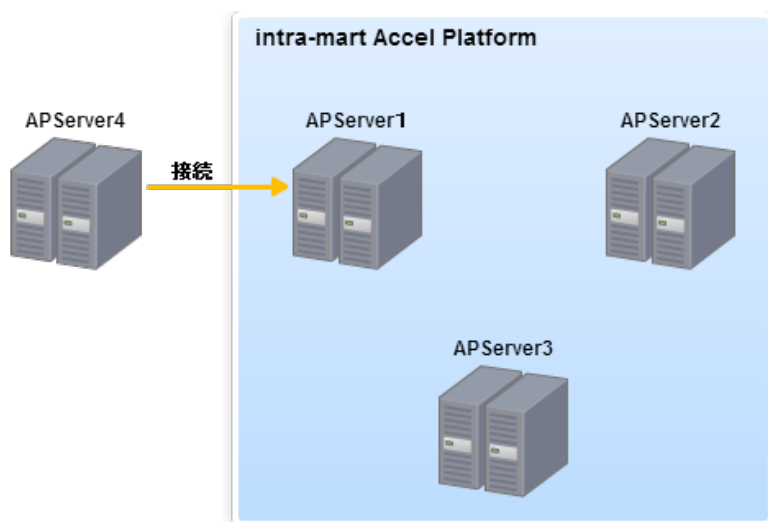 intra-mart Accel Platform
APServer4
APServer1
APServer2
接続
APServer3